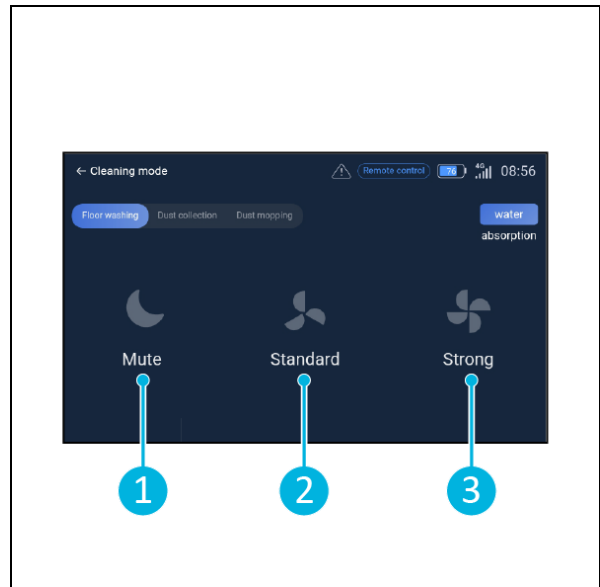 ← Cleaning mode
Remote control 76 4G 08:56
Floor washing Dust collection Dust mopping
water
absorption
Mute Standard Strong
1 2 3